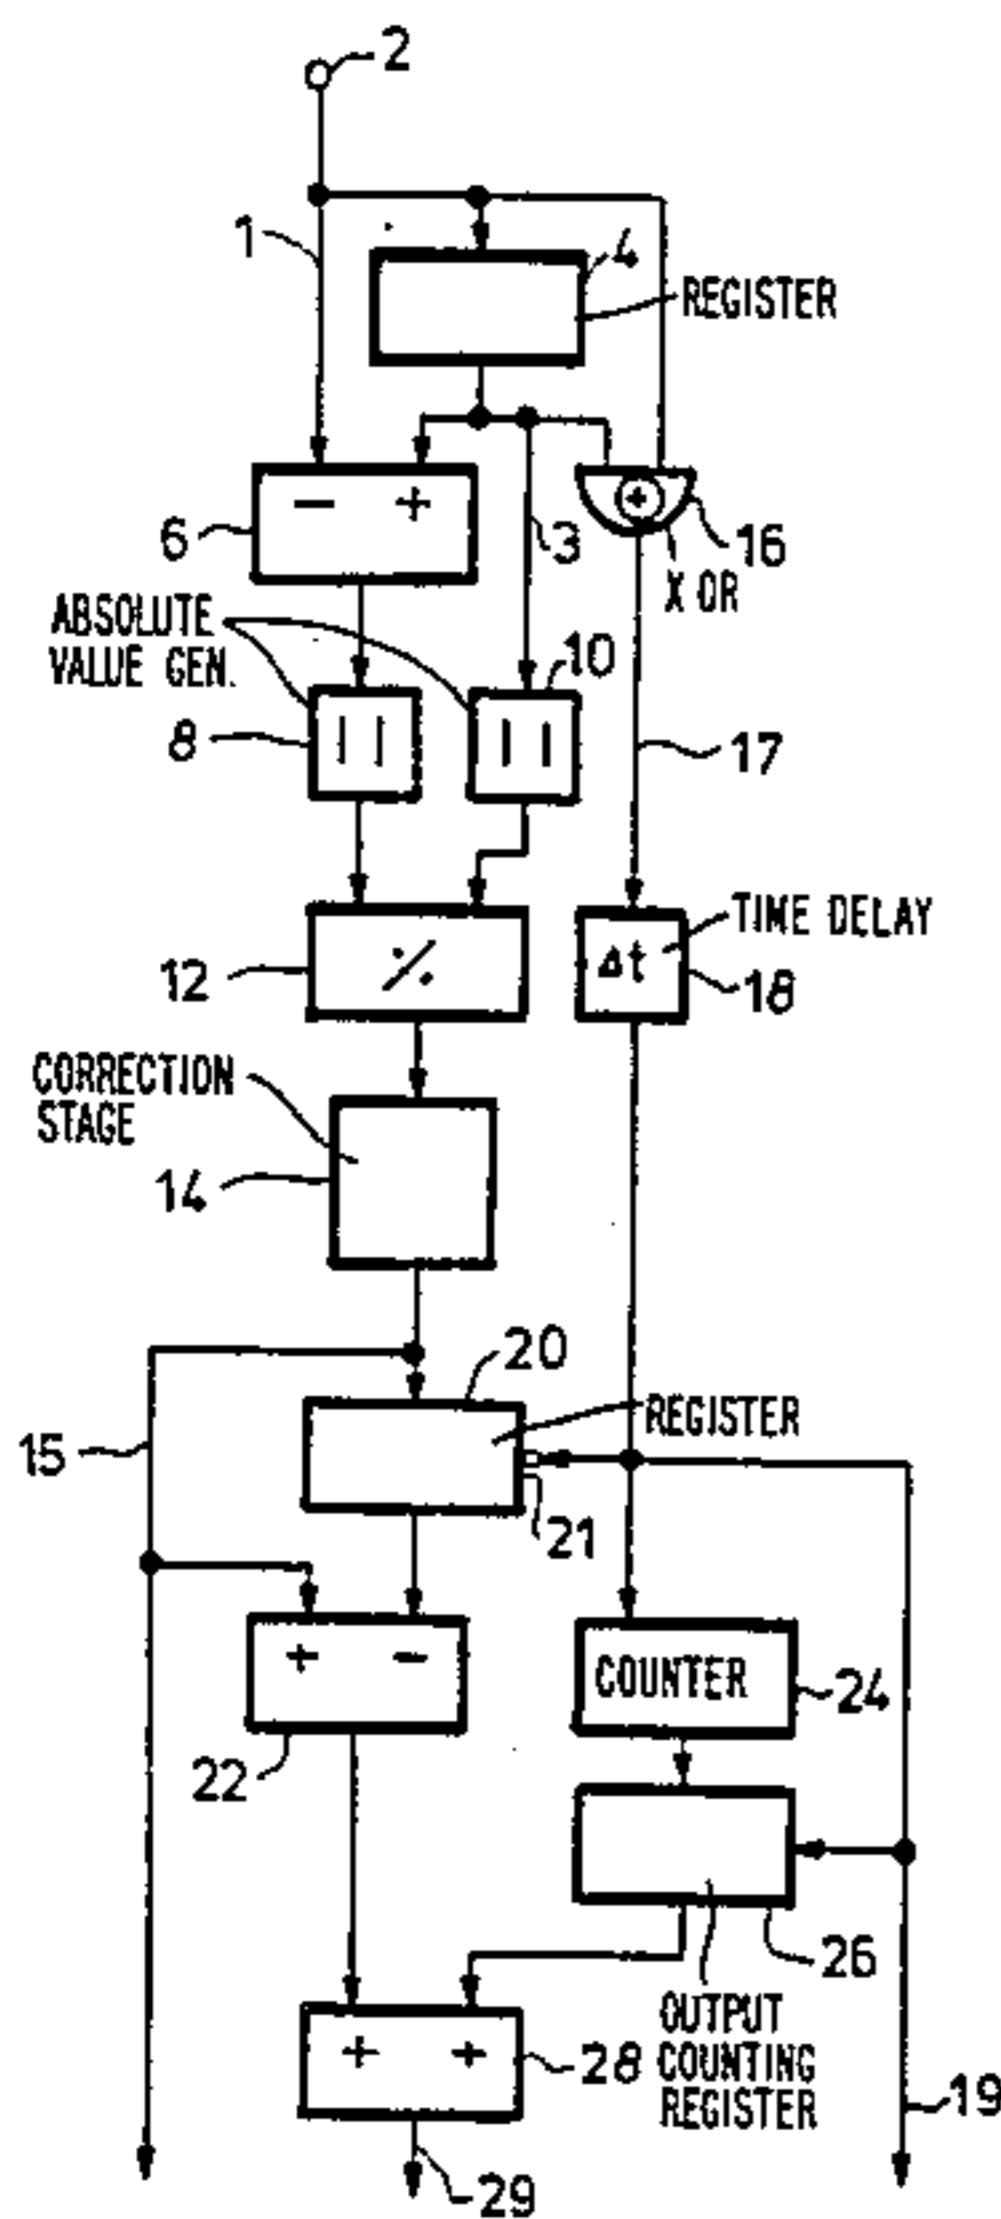 2
1
4
REGISTER
− +
6
3
16
X OR
ABSOLUTE
VALUE GEN.
10
8
| |
| |
17
12
·/.
Δt
TIME DELAY
18
CORRECTION
STAGE
14
20
REGISTER
15
21
+ −
COUNTER
24
22
26
+ +
28
OUTPUT
COUNTING
REGISTER
19
29